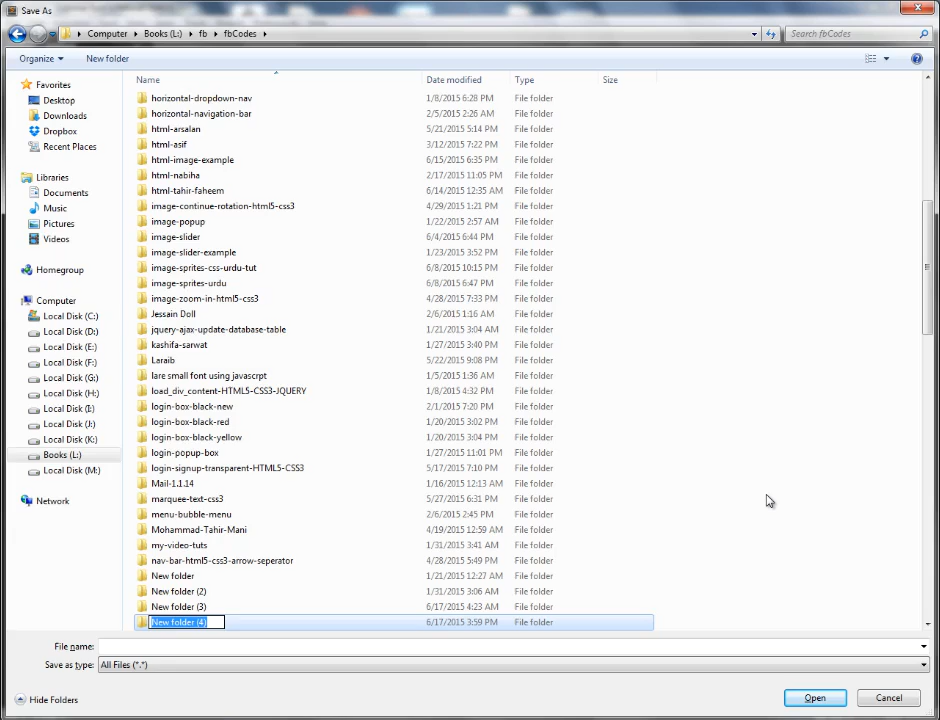 Save As
Computer Books (L:) fb fbCodes Search fbCodes
Organize New folder
Name Date modified Type Size
Favorites
Desktop
Downloads
Dropbox
Recent Places
Libraries
Documents
Music
Pictures
Videos
Homegroup
Computer
Local Disk (C:)
Local Disk (D:)
Local Disk (E:)
Local Disk (F:)
Local Disk (G:)
Local Disk (H:)
Local Disk (I:)
Local Disk (J:)
Local Disk (K:)
Books (L:)
Local Disk (M:)
Network
horizontal-dropdown-nav 1/8/2015 6:28 PM File folder
horizontal-navigation-bar 2/5/2015 2:26 AM File folder
html-arsalan 5/21/2015 5:14 PM File folder
html-asif 3/12/2015 7:22 PM File folder
html-image-example 6/15/2015 6:35 PM File folder
html-nabiha 2/17/2015 11:05 PM File folder
html-tahir-faheem 6/14/2015 12:35 AM File folder
image-continue-rotation-html5-css3 4/29/2015 1:21 PM File folder
image-popup 1/22/2015 2:57 AM File folder
image-slider 6/4/2015 6:44 PM File folder
image-slider-example 1/23/2015 3:52 PM File folder
image-sprites-css-urdu-tut 6/8/2015 10:15 PM File folder
image-sprites-urdu 6/8/2015 6:47 PM File folder
image-zoom-in-html5-css3 4/28/2015 7:33 PM File folder
Jessain Doll 2/6/2015 1:16 AM File folder
jquery-ajax-update-database-table 1/21/2015 3:04 AM File folder
kashifa-sarwat 1/27/2015 3:40 PM File folder
Laraib 5/22/2015 9:08 PM File folder
lare small font using javascrpt 1/5/2015 1:36 AM File folder
load_div_content-HTML5-CSS3-JQUERY 1/8/2015 4:32 PM File folder
login-box-black-new 2/1/2015 7:20 PM File folder
login-box-black-red 1/20/2015 3:02 PM File folder
login-box-black-yellow 1/20/2015 3:04 PM File folder
login-popup-box 1/27/2015 11:01 PM File folder
login-signup-transparent-HTML5-CSS3 5/17/2015 7:10 PM File folder
Mail-1.1.14 1/16/2015 12:13 AM File folder
marquee-text-css3 5/27/2015 6:31 PM File folder
menu-bubble-menu 2/6/2015 2:45 PM File folder
Mohammad-Tahir-Mani 4/19/2015 12:59 AM File folder
my-video-tuts 1/31/2015 3:41 AM File folder
nav-bar-html5-css3-arrow-seperator 4/28/2015 5:49 PM File folder
New folder 1/21/2015 12:27 AM File folder
New folder (2) 1/31/2015 3:06 AM File folder
New folder (3) 6/17/2015 4:23 AM File folder
New folder (4) 6/17/2015 3:59 PM File folder
File name:
Save as type: All Files (*.*)
Hide Folders Open Cancel